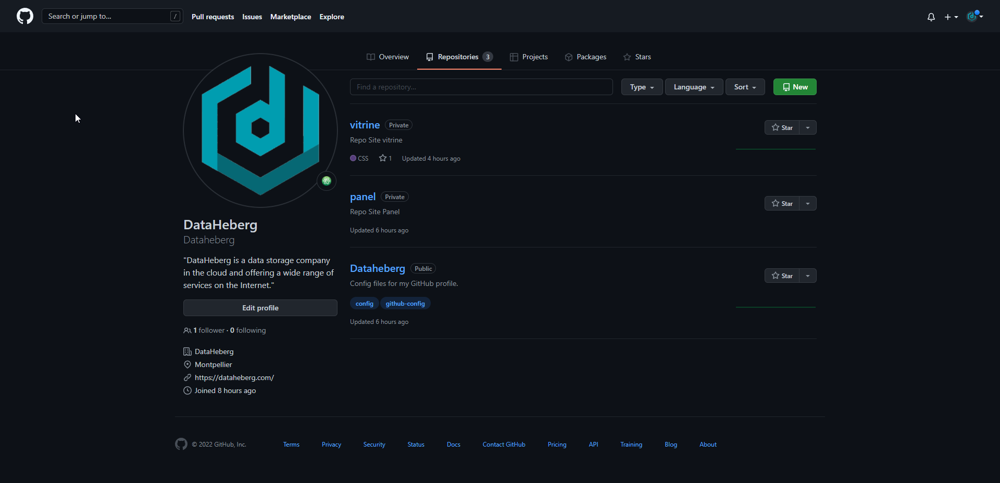 Search or jump to... /
Pull requests Issues Marketplace Explore
Overview Repositories 3 Projects Packages Stars
Find a repository... Type Language Sort New
vitrine Private
Star
Repo Site vitrine
CSS 1 Updated 4 hours ago
panel Private
Star
Repo Site Panel
Updated 6 hours ago
Dataheberg Public
Star
Config files for my GitHub profile.
config github-config
Updated 6 hours ago
DataHeberg
Dataheberg
"DataHeberg is a data storage company
in the cloud and offering a wide range of
services on the Internet."
Edit profile
1 follower · 0 following
DataHeberg
Montpellier
https://dataheberg.com/
Joined 8 hours ago
© 2022 GitHub, Inc. Terms Privacy Security Status Docs Contact GitHub Pricing API Training Blog About